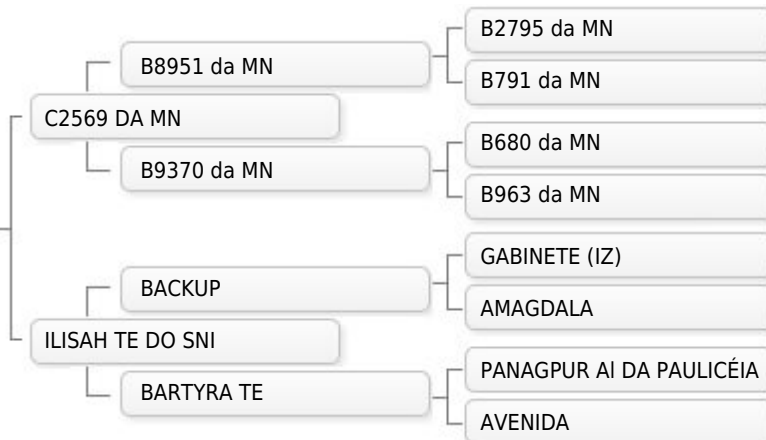 B2795 da MN
B8951 da MN
B791 da MN
C2569 DA MN
B680 da MN
B9370 da MN
B963 da MN
GABINETE (IZ)
BACKUP
AMAGDALA
ILISAH TE DO SNI
PANAGPUR Al DA PAULICÉIA
BARTYRA TE
AVENIDA